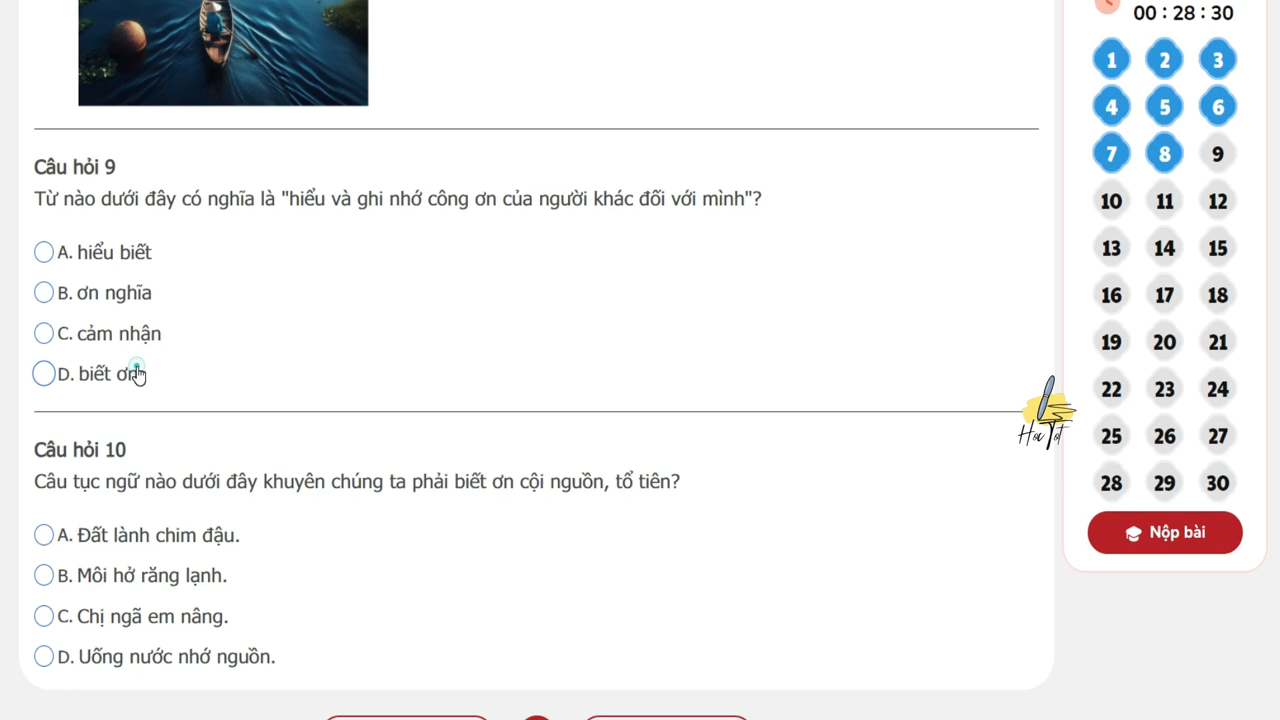 00 : 28 : 30
1 2 3
4 5 6
7 8 9
10 11 12
13 14 15
16 17 18
19 20 21
22 23 24
25 26 27
28 29 30
Nộp bài
Câu hỏi 9
Từ nào dưới đây có nghĩa là "hiểu và ghi nhớ công ơn của người khác đối với mình"?
A. hiểu biết
B. ơn nghĩa
C. cảm nhận
D. biết ơn
Câu hỏi 10
Câu tục ngữ nào dưới đây khuyên chúng ta phải biết ơn cội nguồn, tổ tiên?
A. Đất lành chim đậu.
B. Môi hở răng lạnh.
C. Chị ngã em nâng.
D. Uống nước nhớ nguồn.